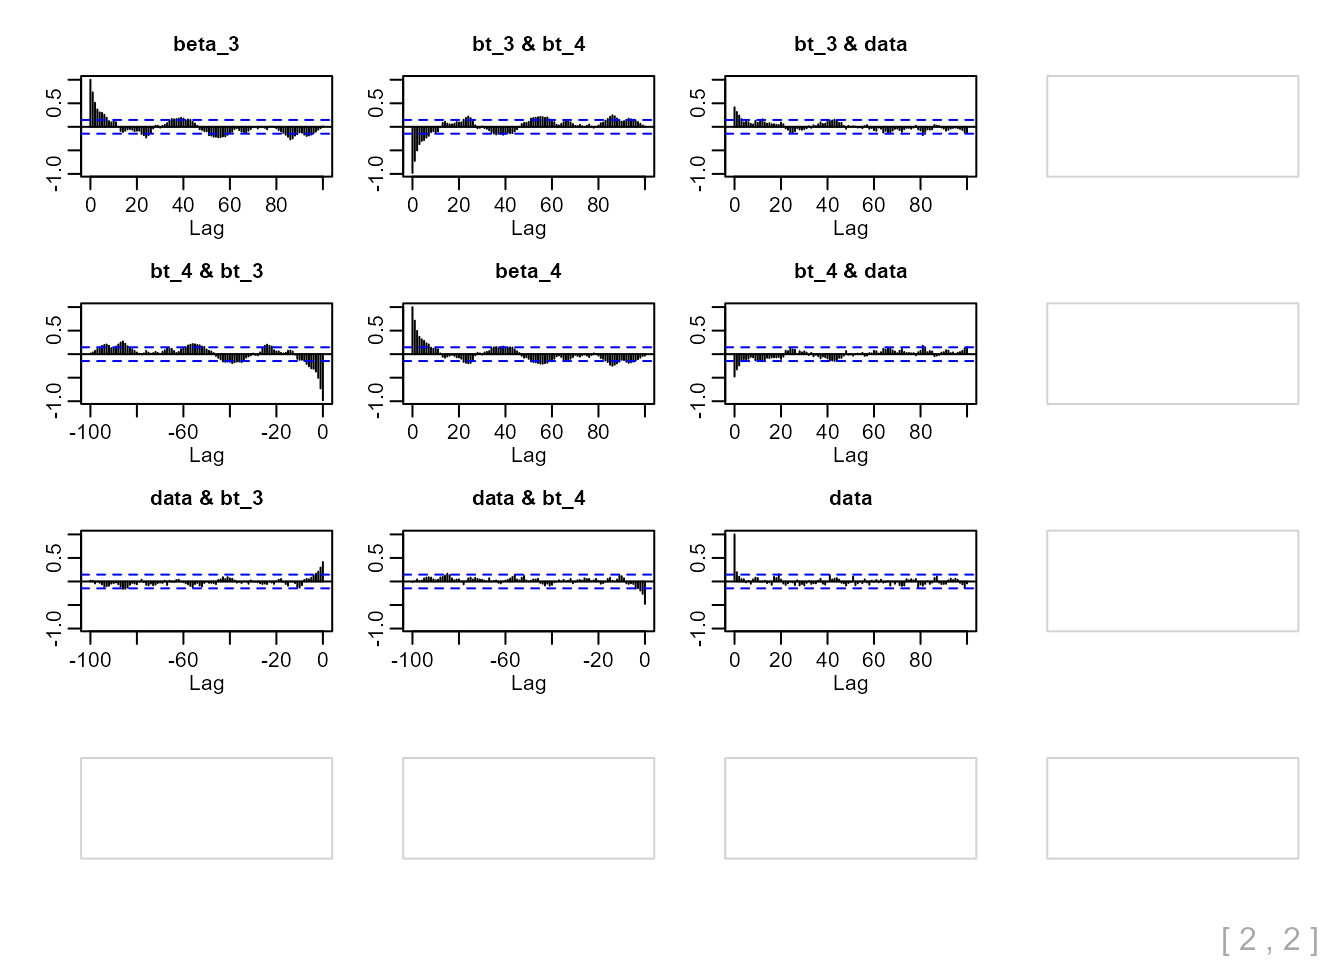 beta_3 bt_3 & bt_4 bt_3 & data
-1.0 0.5 -1.0 0.5 -1.0 0.5
0 20 40 60 80 0 20 40 60 80 0 20 40 60 80
Lag Lag Lag
bt_4 & bt_3 beta_4 bt_4 & data
-1.0 0.5 -1.0 0.5 -1.0 0.5
-100 -60 -20 0 0 20 40 60 80 0 20 40 60 80
Lag Lag Lag
data & bt_3 data & bt_4 data
-1.0 0.5 -1.0 0.5 -1.0 0.5
-100 -60 -20 0 -100 -60 -20 0 0 20 40 60 80
Lag Lag Lag
[ 2 , 2 ]